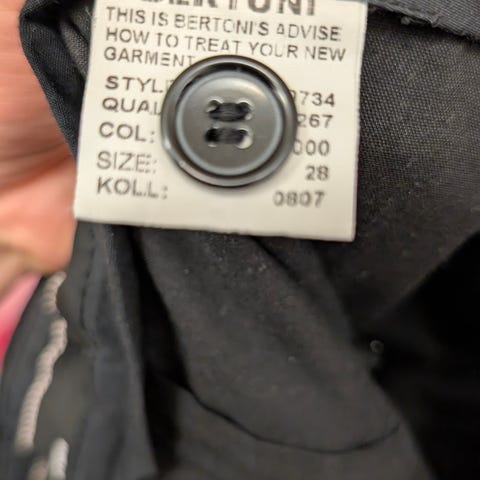 BERTONI
THIS IS BERTONI'S ADVISE
HOW TO TREAT YOUR NEW
GARMENT
STYL 734
QUAL 267
COL: 000
SIZE: 28
KOLL: 0807